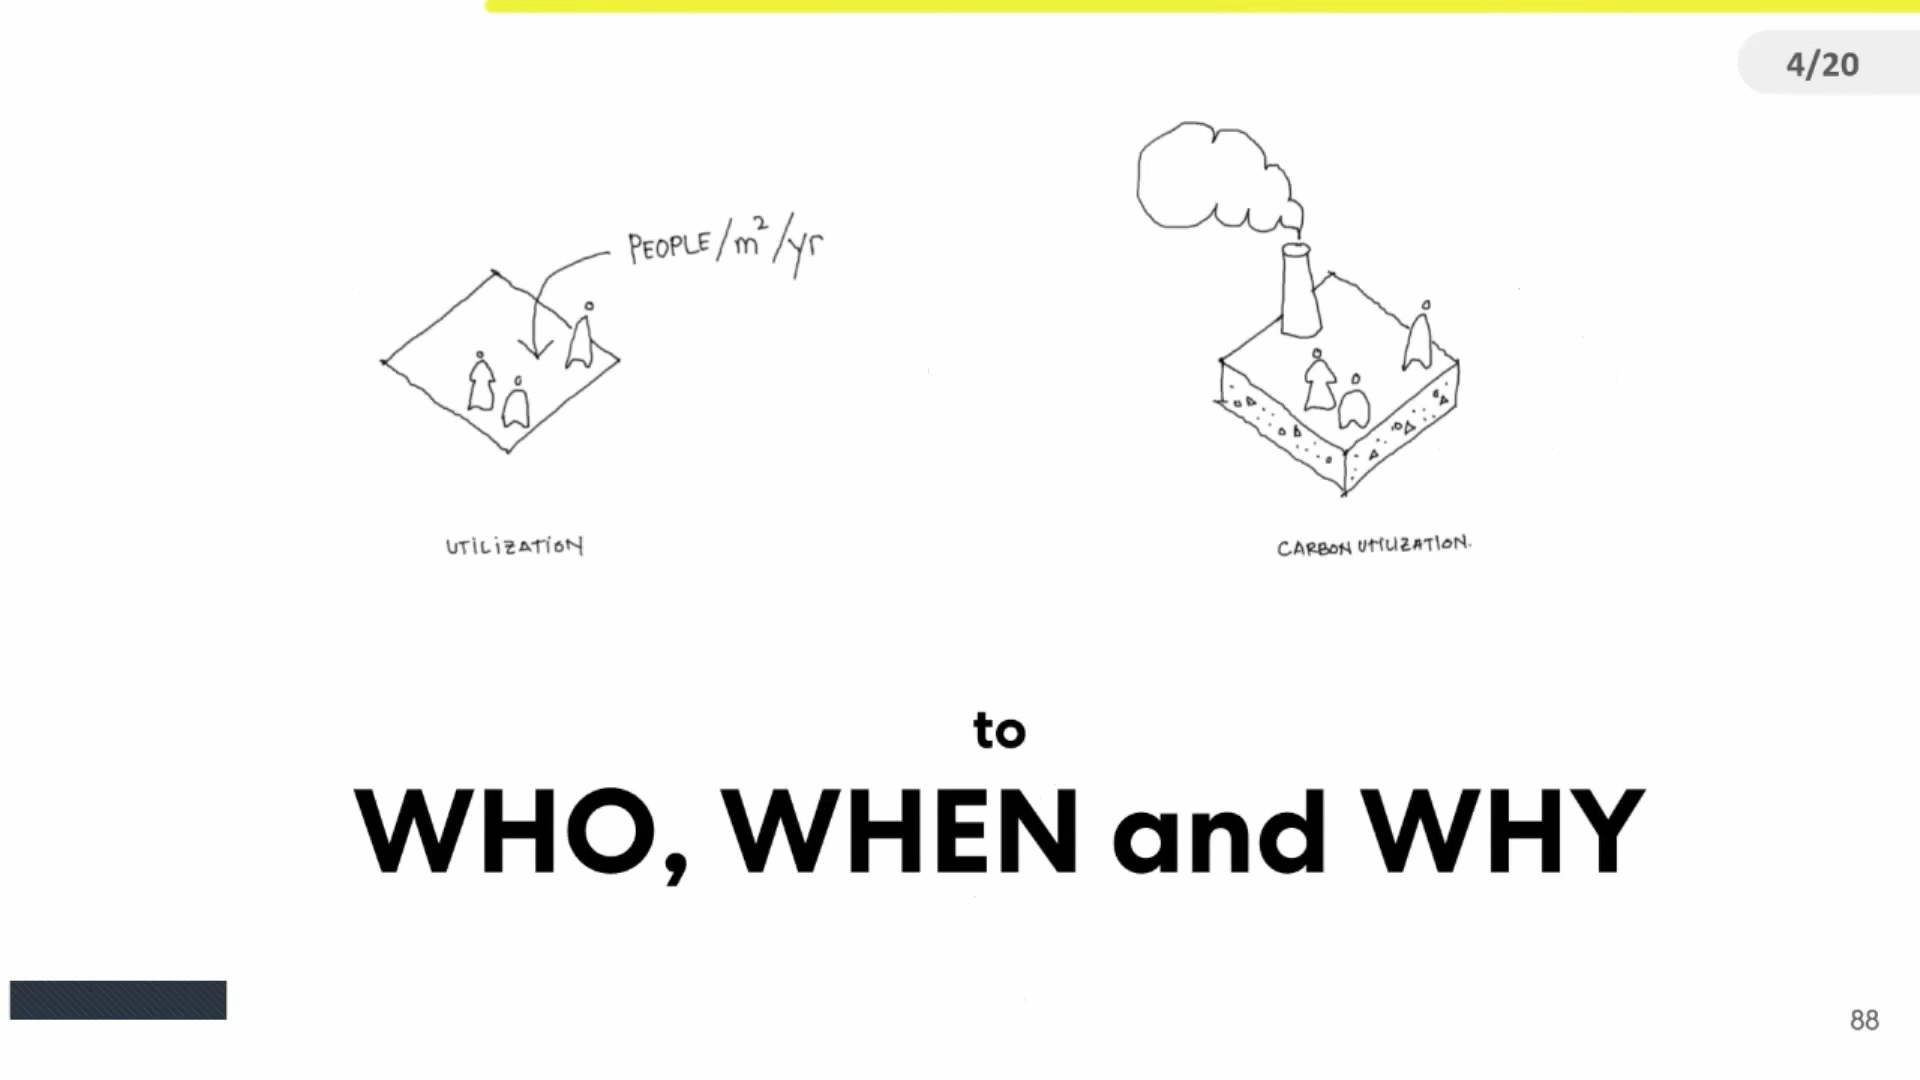 4/20
PEOPLE/m²/yr
UTILIZATION
CARBON UTILIZATION.
to
WHO, WHEN and WHY
88